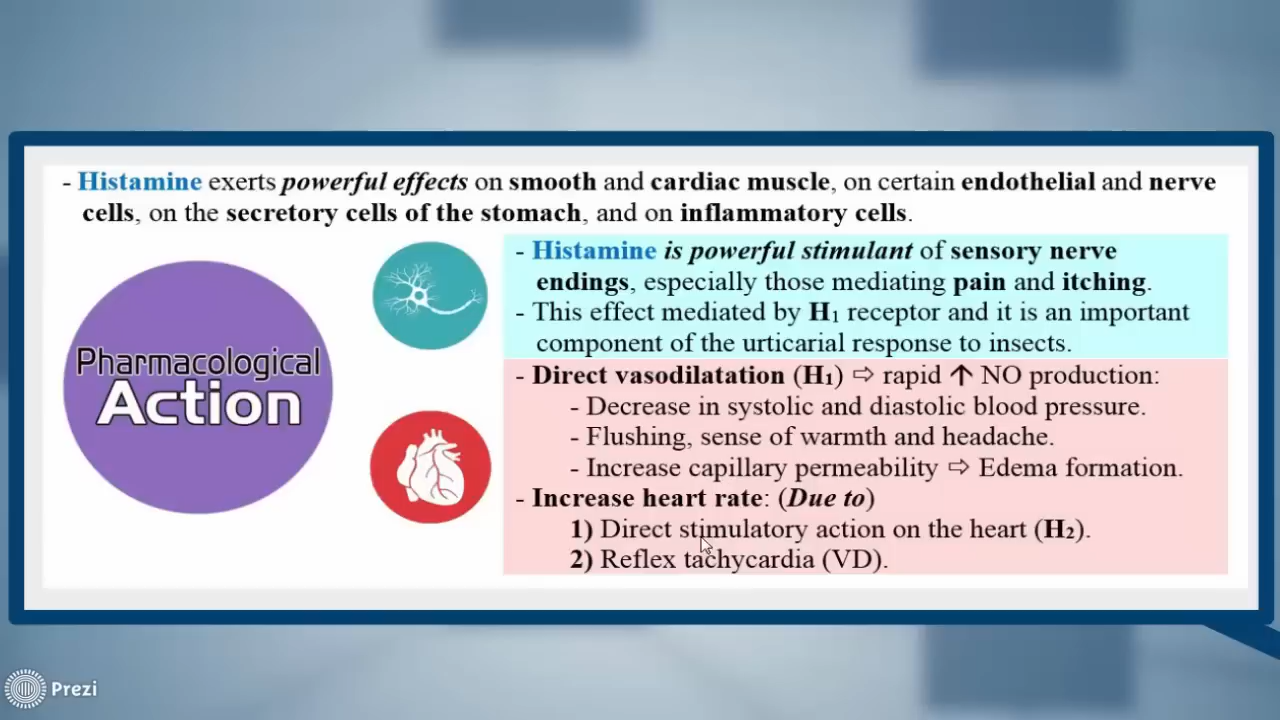 - Histamine exerts powerful effects on smooth and cardiac muscle, on certain endothelial and nerve
cells, on the secretory cells of the stomach, and on inflammatory cells.
Pharmacological
Action
- Histamine is powerful stimulant of sensory nerve
endings, especially those mediating pain and itching.
- This effect mediated by H₁ receptor and it is an important
component of the urticarial response to insects.
- Direct vasodilatation (H₁) ⇨ rapid ↑ NO production:
- Decrease in systolic and diastolic blood pressure.
- Flushing, sense of warmth and headache.
- Increase capillary permeability ⇨ Edema formation.
- Increase heart rate: (Due to)
1) Direct stimulatory action on the heart (H₂).
2) Reflex tachycardia (VD).
Prezi